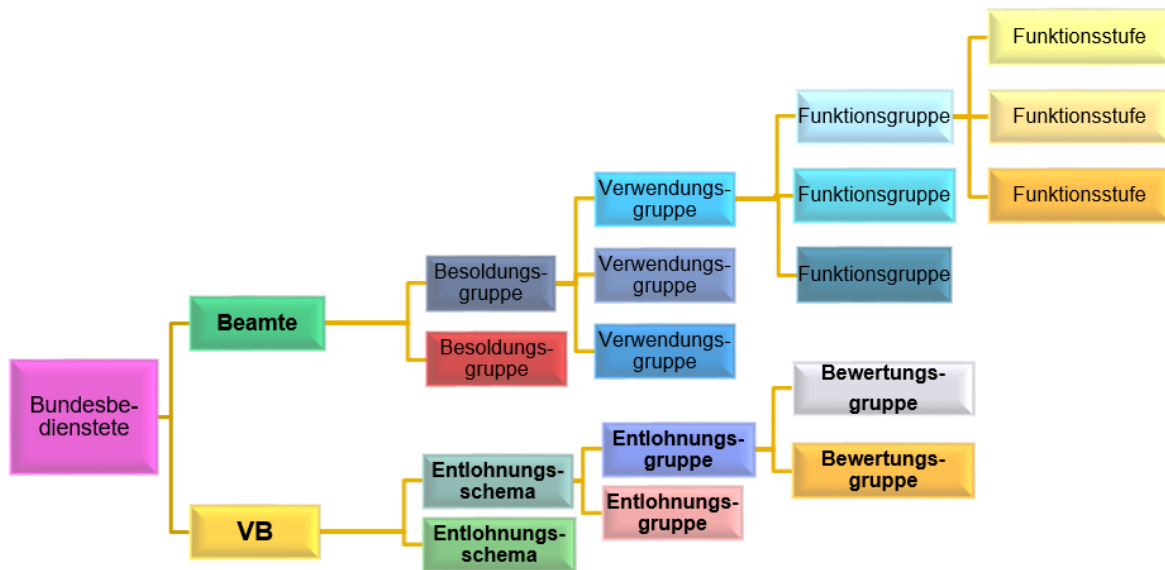 Bundesbe-
dienstete
Beamte
Besoldungs-
gruppe
Verwendungs-
gruppe
Funktionsgruppe
Funktionsstufe
Funktionsstufe
Funktionsstufe
Funktionsgruppe
Funktionsgruppe
Verwendungs-
gruppe
Verwendungs-
gruppe
Besoldungs-
gruppe
VB
Entlohnungs-
schema
Entlohnungs-
gruppe
Bewertungs-
gruppe
Bewertungs-
gruppe
Entlohnungs-
gruppe
Entlohnungs-
schema